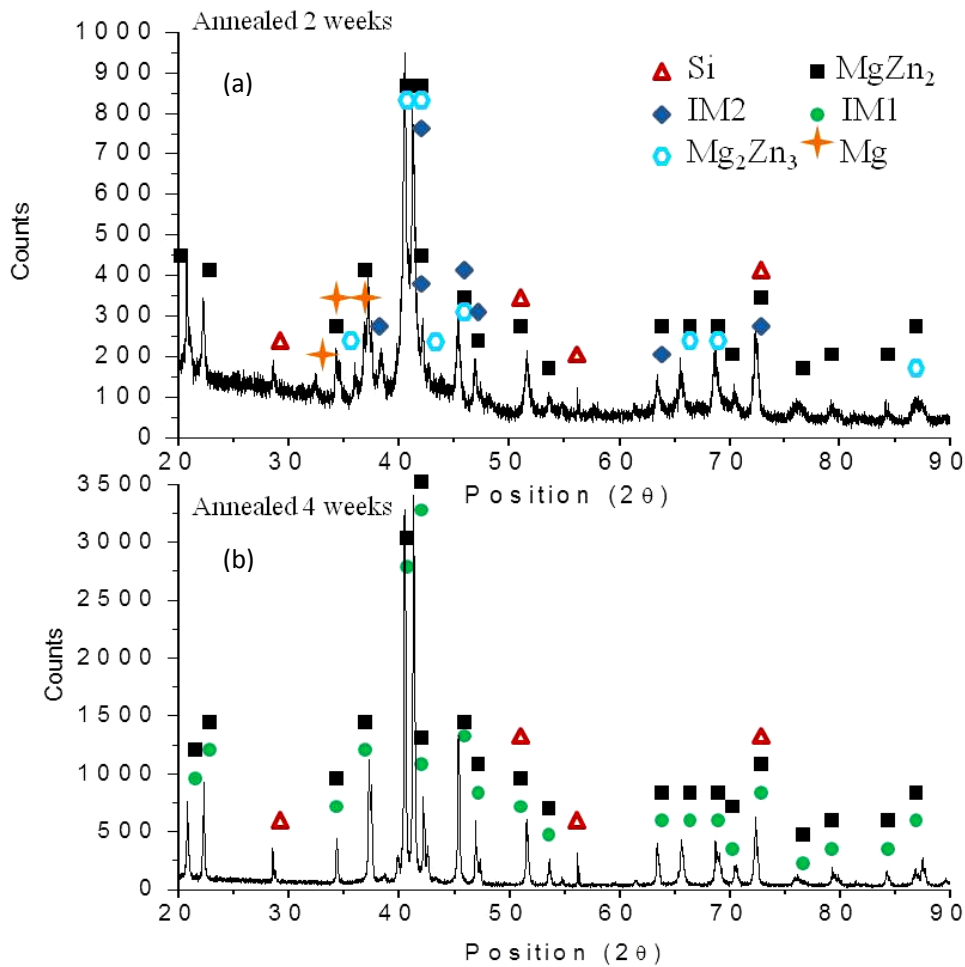 Annealed 2 weeks
(a)
Si
MgZn₂
IM2
IM1
Mg₂Zn₃
Mg
1000
900
800
700
600
500
400
300
200
100
0
Counts
20 30 40 50 60 70 80 90
Position (2θ)
Annealed 4 weeks
(b)
3500
3000
2500
2000
1500
1000
500
0
Counts
20 30 40 50 60 70 80 90
Position (2θ)